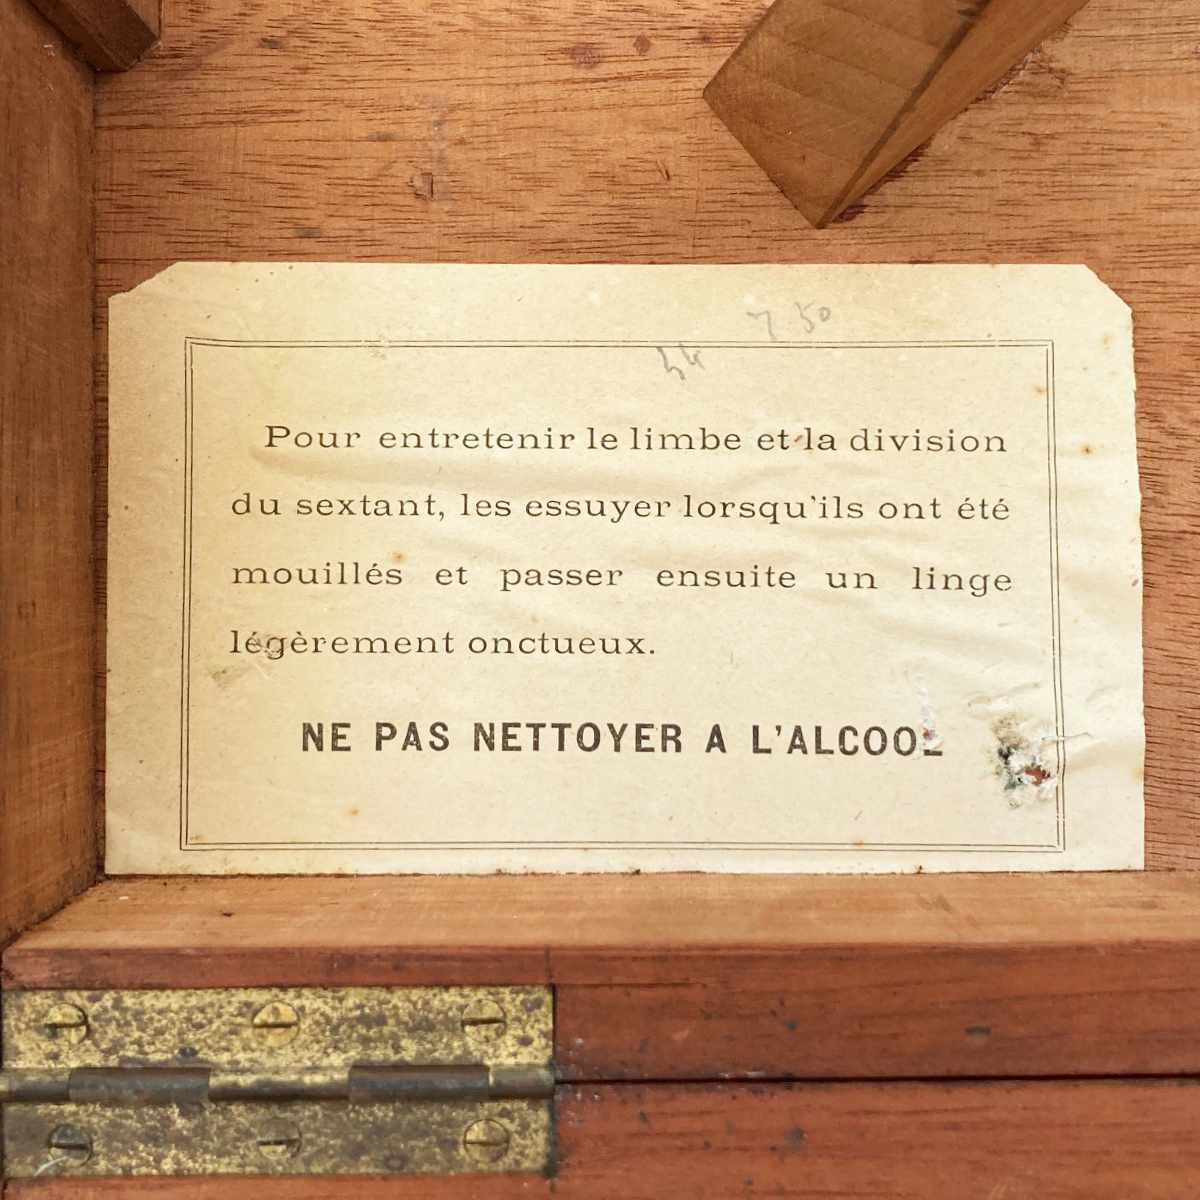 7 50
44
Pour entretenir le limbe et la division
du sextant, les essuyer lorsqu'ils ont été
mouillés et passer ensuite un linge
légèrement onctueux.
NE PAS NETTOYER A L'ALCOOL